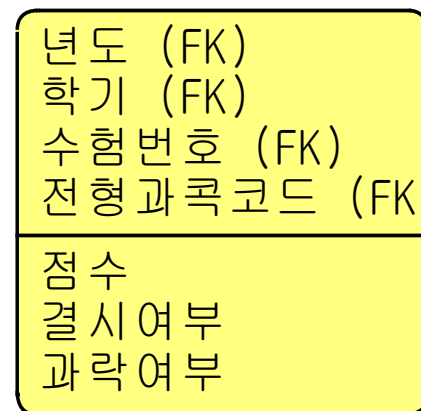 년도 (FK)
학기 (FK)
수험번호 (FK)
전형과콕코드 (FK
점수
결시여부
과락여부